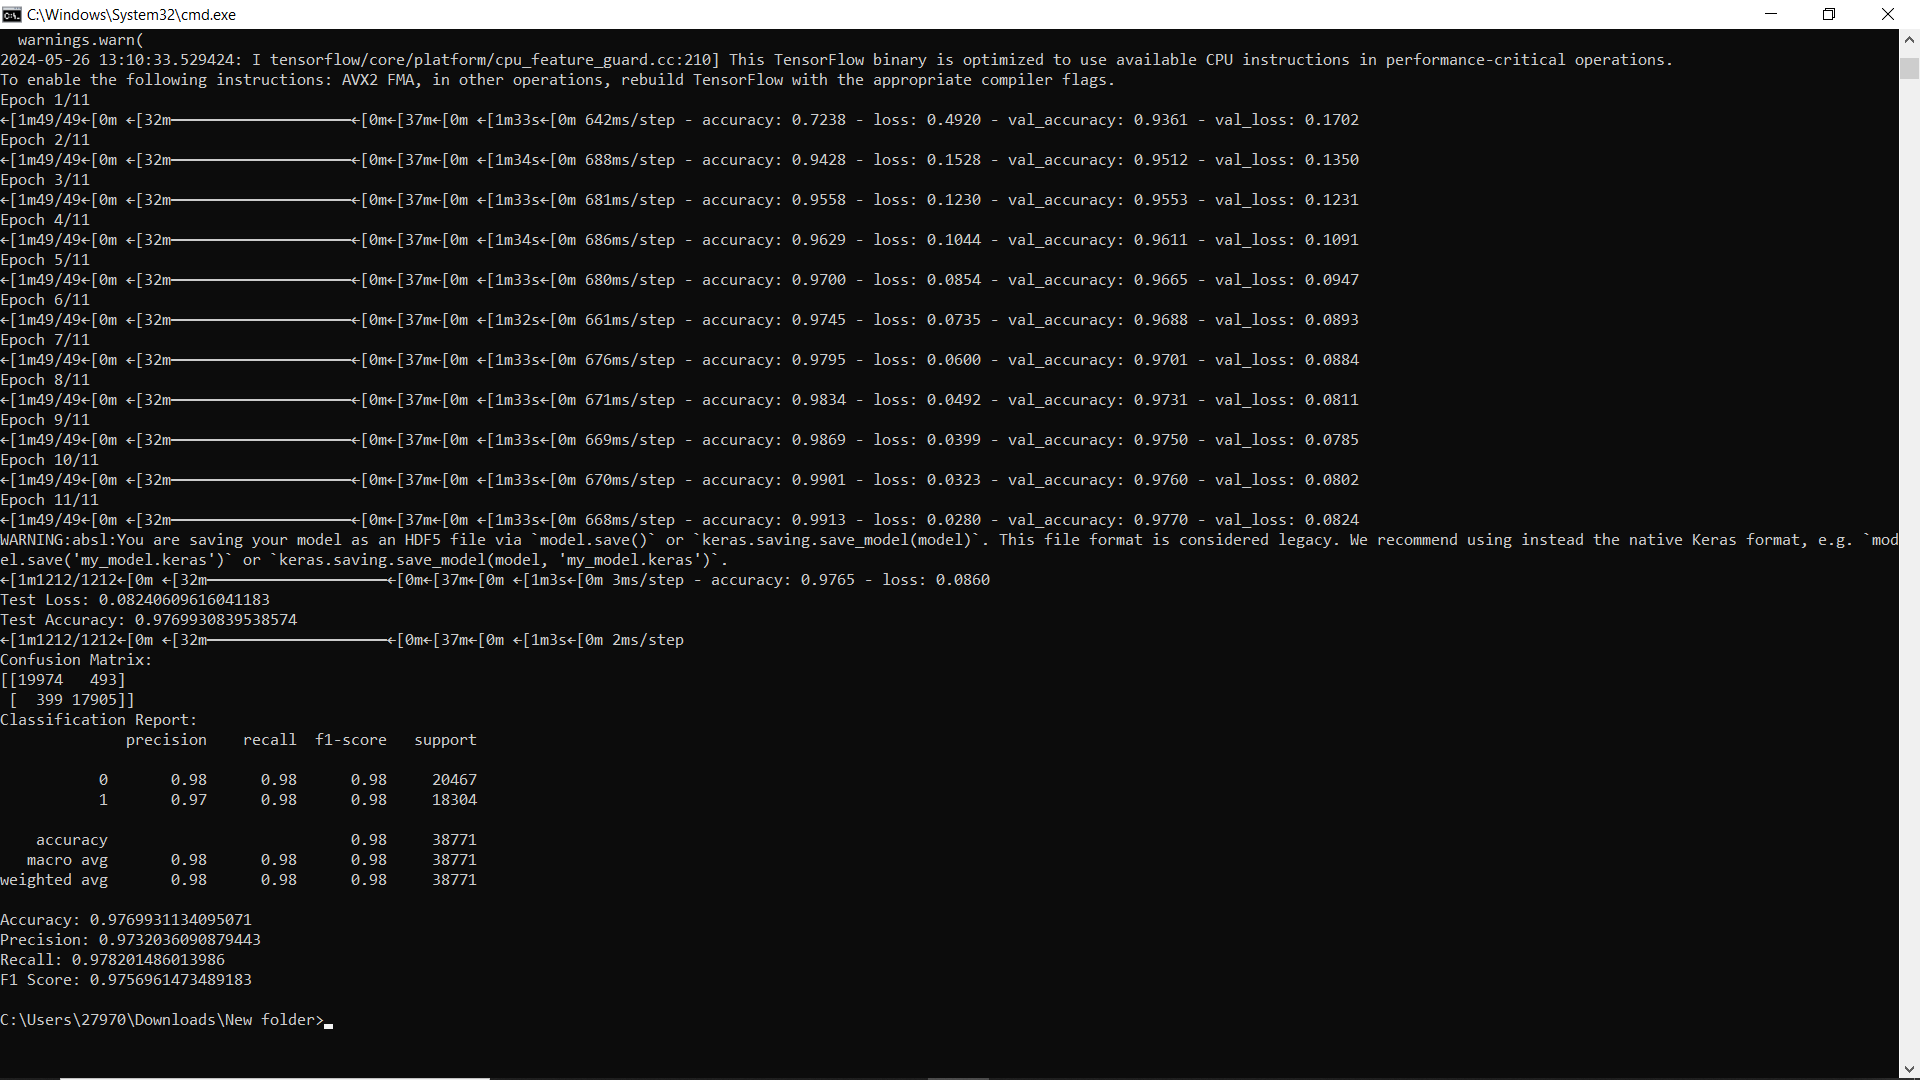 C:\Windows\System32\cmd.exe
  warnings.warn(
2024-05-26 13:10:33.529424: I tensorflow/core/platform/cpu_feature_guard.cc:210] This TensorFlow binary is optimized to use available CPU instructions in performance-critical operations.
To enable the following instructions: AVX2 FMA, in other operations, rebuild TensorFlow with the appropriate compiler flags.
Epoch 1/11
←[1m49/49←[0m ←[32m━━━━━━━━━━━━━━━━━━━━←[0m←[37m←[0m ←[1m33s←[0m 642ms/step - accuracy: 0.7238 - loss: 0.4920 - val_accuracy: 0.9361 - val_loss: 0.1702
Epoch 2/11
←[1m49/49←[0m ←[32m━━━━━━━━━━━━━━━━━━━━←[0m←[37m←[0m ←[1m34s←[0m 688ms/step - accuracy: 0.9428 - loss: 0.1528 - val_accuracy: 0.9512 - val_loss: 0.1350
Epoch 3/11
←[1m49/49←[0m ←[32m━━━━━━━━━━━━━━━━━━━━←[0m←[37m←[0m ←[1m33s←[0m 681ms/step - accuracy: 0.9558 - loss: 0.1230 - val_accuracy: 0.9553 - val_loss: 0.1231
Epoch 4/11
←[1m49/49←[0m ←[32m━━━━━━━━━━━━━━━━━━━━←[0m←[37m←[0m ←[1m34s←[0m 686ms/step - accuracy: 0.9629 - loss: 0.1044 - val_accuracy: 0.9611 - val_loss: 0.1091
Epoch 5/11
←[1m49/49←[0m ←[32m━━━━━━━━━━━━━━━━━━━━←[0m←[37m←[0m ←[1m33s←[0m 680ms/step - accuracy: 0.9700 - loss: 0.0854 - val_accuracy: 0.9665 - val_loss: 0.0947
Epoch 6/11
←[1m49/49←[0m ←[32m━━━━━━━━━━━━━━━━━━━━←[0m←[37m←[0m ←[1m32s←[0m 661ms/step - accuracy: 0.9745 - loss: 0.0735 - val_accuracy: 0.9688 - val_loss: 0.0893
Epoch 7/11
←[1m49/49←[0m ←[32m━━━━━━━━━━━━━━━━━━━━←[0m←[37m←[0m ←[1m33s←[0m 676ms/step - accuracy: 0.9795 - loss: 0.0600 - val_accuracy: 0.9701 - val_loss: 0.0884
Epoch 8/11
←[1m49/49←[0m ←[32m━━━━━━━━━━━━━━━━━━━━←[0m←[37m←[0m ←[1m33s←[0m 671ms/step - accuracy: 0.9834 - loss: 0.0492 - val_accuracy: 0.9731 - val_loss: 0.0811
Epoch 9/11
←[1m49/49←[0m ←[32m━━━━━━━━━━━━━━━━━━━━←[0m←[37m←[0m ←[1m33s←[0m 669ms/step - accuracy: 0.9869 - loss: 0.0399 - val_accuracy: 0.9750 - val_loss: 0.0785
Epoch 10/11
←[1m49/49←[0m ←[32m━━━━━━━━━━━━━━━━━━━━←[0m←[37m←[0m ←[1m33s←[0m 670ms/step - accuracy: 0.9901 - loss: 0.0323 - val_accuracy: 0.9760 - val_loss: 0.0802
Epoch 11/11
←[1m49/49←[0m ←[32m━━━━━━━━━━━━━━━━━━━━←[0m←[37m←[0m ←[1m33s←[0m 668ms/step - accuracy: 0.9913 - loss: 0.0280 - val_accuracy: 0.9770 - val_loss: 0.0824
WARNING:absl:You are saving your model as an HDF5 file via `model.save()` or `keras.saving.save_model(model)`. This file format is considered legacy. We recommend using instead the native Keras format, e.g. `mod
el.save('my_model.keras')` or `keras.saving.save_model(model, 'my_model.keras')`.
←[1m1212/1212←[0m ←[32m━━━━━━━━━━━━━━━━━━━━←[0m←[37m←[0m ←[1m3s←[0m 3ms/step - accuracy: 0.9765 - loss: 0.0860
Test Loss: 0.08240609616041183
Test Accuracy: 0.9769930839538574
←[1m1212/1212←[0m ←[32m━━━━━━━━━━━━━━━━━━━━←[0m←[37m←[0m ←[1m3s←[0m 2ms/step
Confusion Matrix:
[[19974   493]
 [  399 17905]]
Classification Report:
              precision    recall  f1-score   support

           0       0.98      0.98      0.98     20467
           1       0.97      0.98      0.98     18304

    accuracy                           0.98     38771
   macro avg       0.98      0.98      0.98     38771
weighted avg       0.98      0.98      0.98     38771

Accuracy: 0.9769931134095071
Precision: 0.9732036090879443
Recall: 0.978201486013986
F1 Score: 0.9756961473489183

C:\Users\27970\Downloads\New folder>